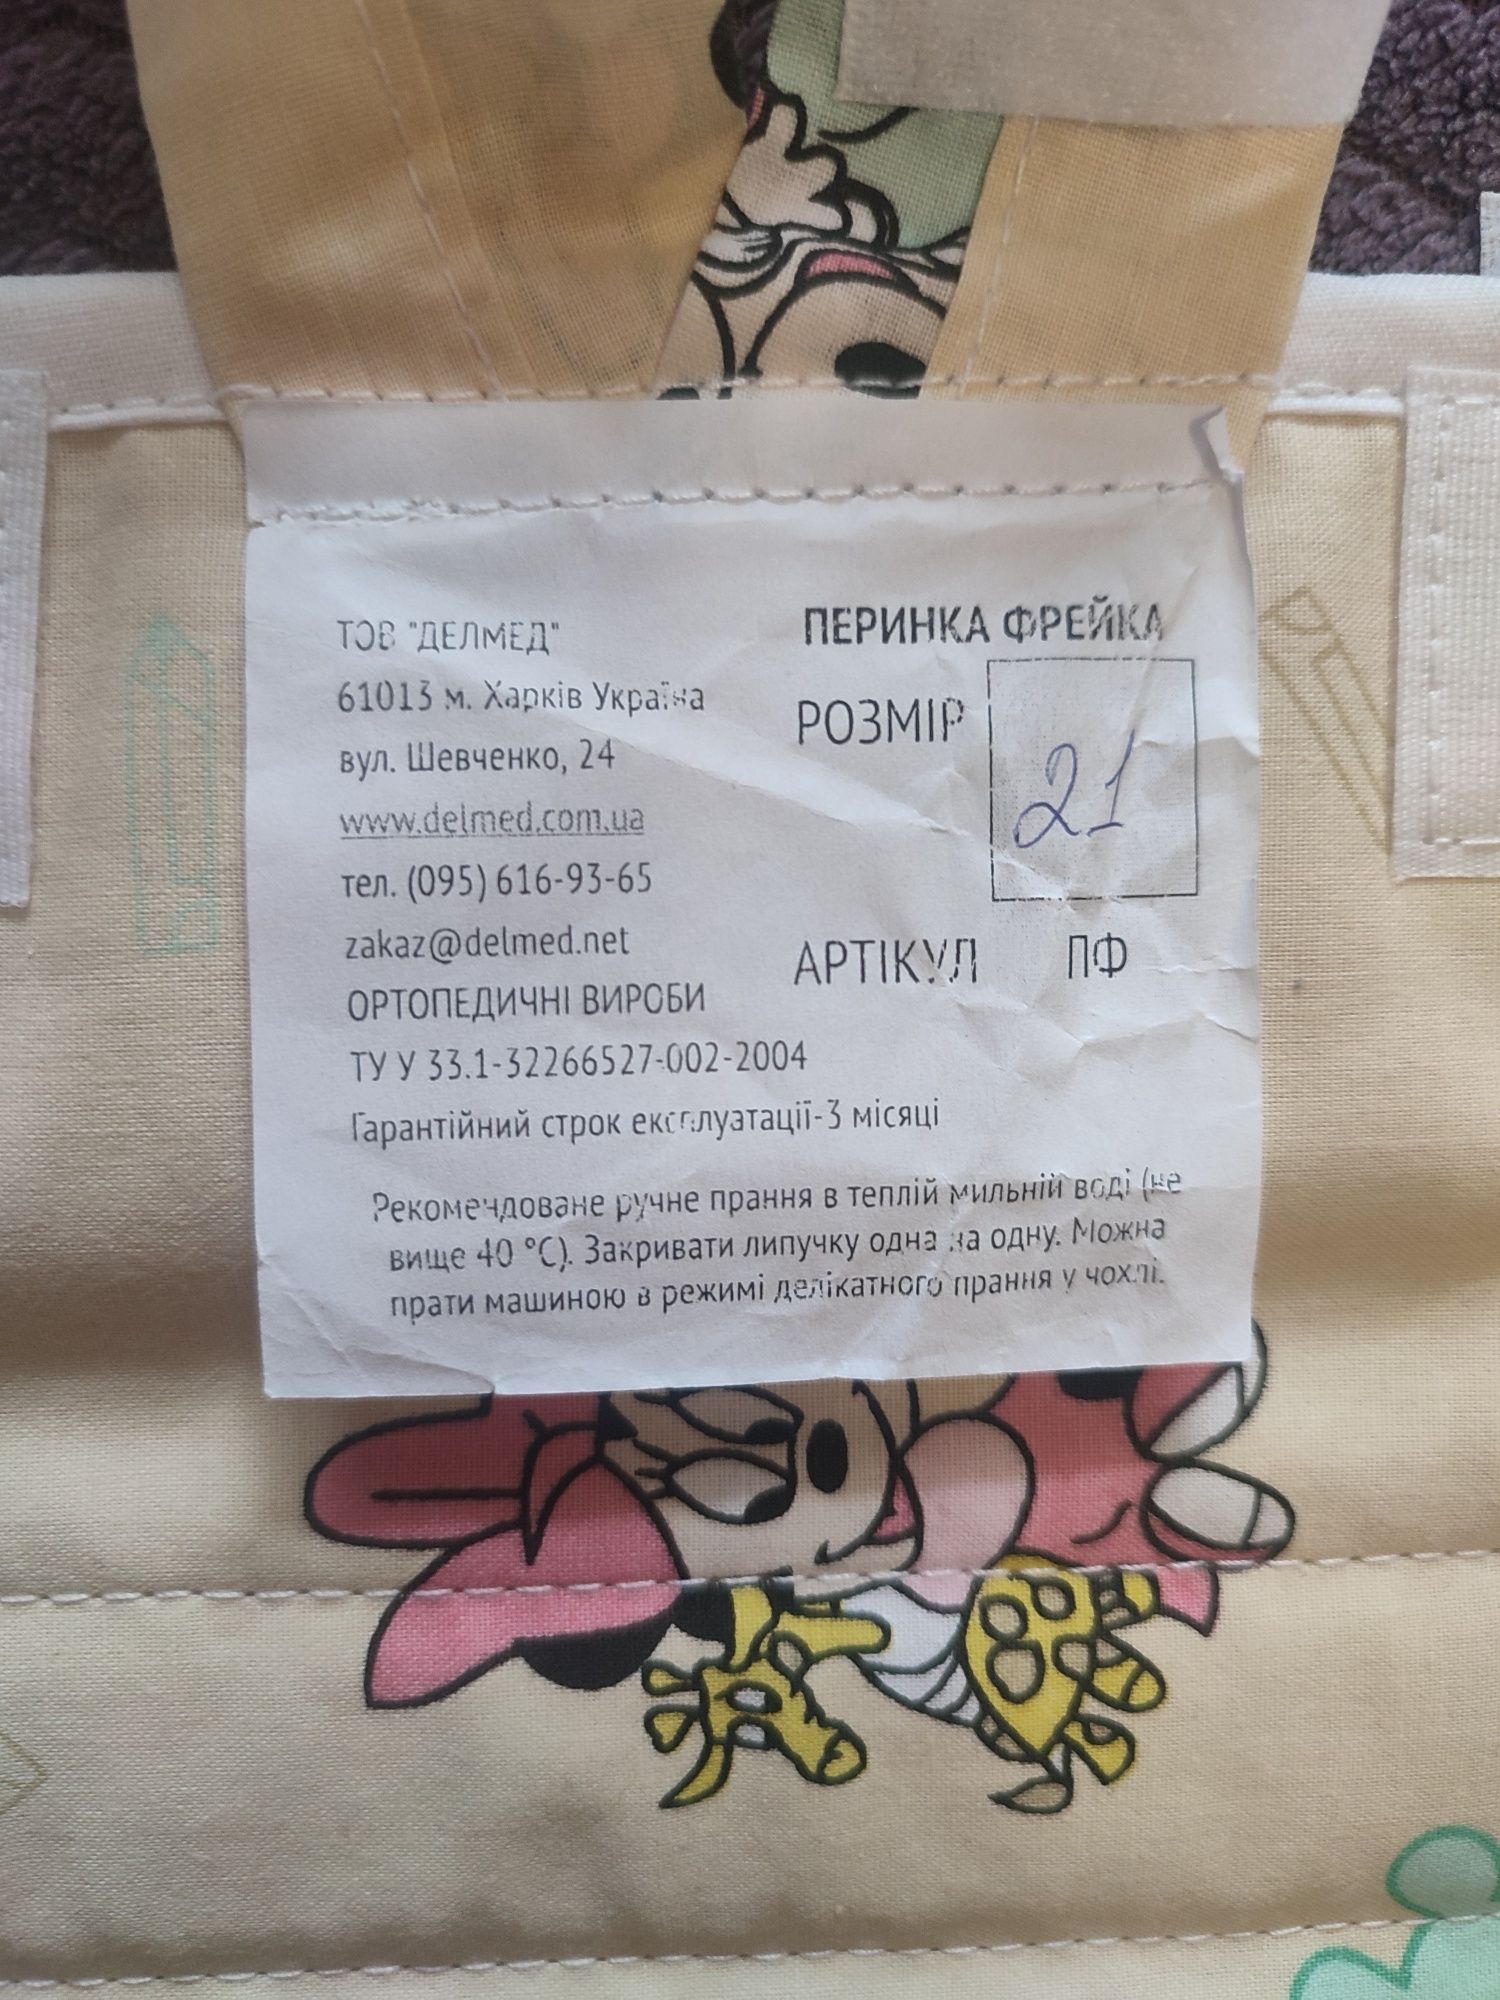 ТОВ "ДЕЛМЕД"
61013 м. Харків Україна
вул. Шевченко, 24
www.delmed.com.ua
тел. (095) 616-93-65
zakaz@delmed.net
ОРТОПЕДИЧНІ ВИРОБИ
ТУ У 33.1-32266527-002-2004
Гарантійний строк експлуатації-3 місяці
ПЕРИНКА ФРЕЙКА
РОЗМІР 21
АРТІКУЛ ПФ
Рекомендоване ручне прання в теплій мильній воді (не
вище 40 °C). Закривати липучку одна на одну. Можна
прати машиною в режимі делікатного прання у чохлі.